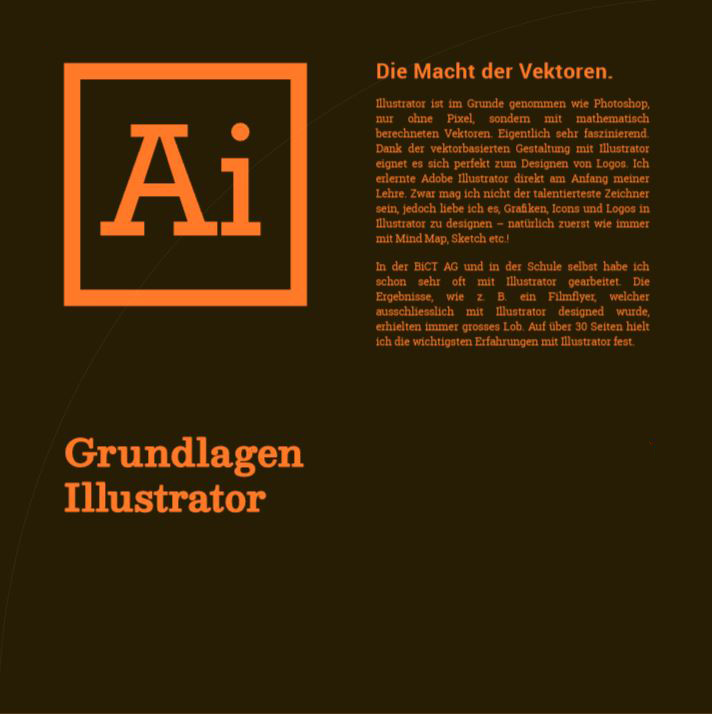 Ai
Die Macht der Vektoren.
Illustrator ist im Grunde genommen wie Photoshop,
nur ohne Pixel, sondern mit mathematisch
berechneten Vektoren. Eigentlich sehr faszinierend.
Dank der vektorbasierten Gestaltung mit Illustrator
eignet es sich perfekt zum Designen von Logos. Ich
erlernte Adobe Illustrator direkt am Anfang meiner
Lehre. Zwar mag ich nicht der talentierteste Zeichner
sein, jedoch liebe ich es, Grafiken, Icons und Logos in
Illustrator zu designen – natürlich zuerst wie immer
mit Mind Map, Sketch etc.!
In der BiCT AG und in der Schule selbst habe ich
schon sehr oft mit Illustrator gearbeitet. Die
Ergebnisse, wie z. B. ein Filmflyer, welcher
ausschliesslich mit Illustrator designed wurde,
erhielten immer grosses Lob. Auf über 30 Seiten hielt
ich die wichtigsten Erfahrungen mit Illustrator fest.
Grundlagen
Illustrator